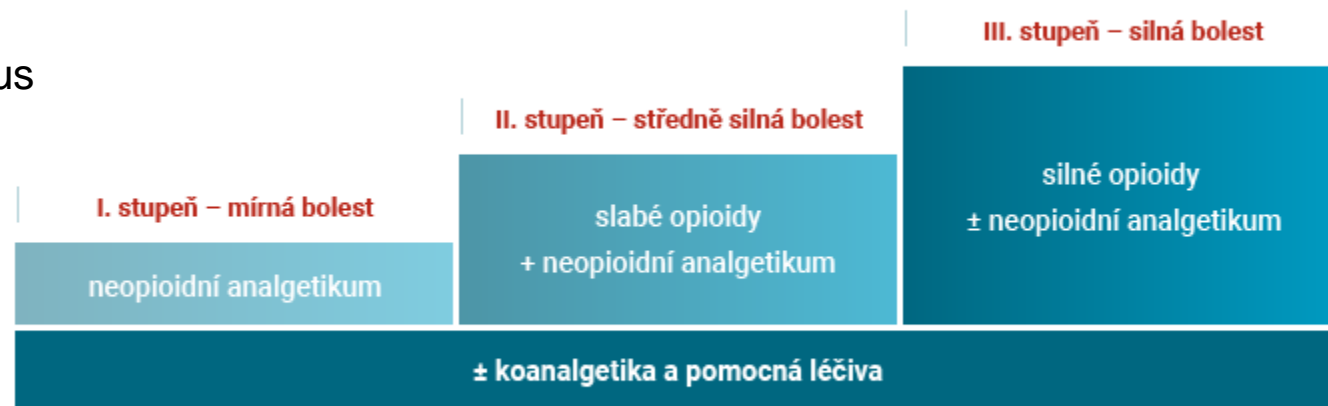 us
I. stupeň – mírná bolest
neopioidní analgetikum
II. stupeň – středně silná bolest
slabé opioidy
+ neopioidní analgetikum
III. stupeň – silná bolest
silné opioidy
± neopioidní analgetikum
± koanalgetika a pomocná léčiva